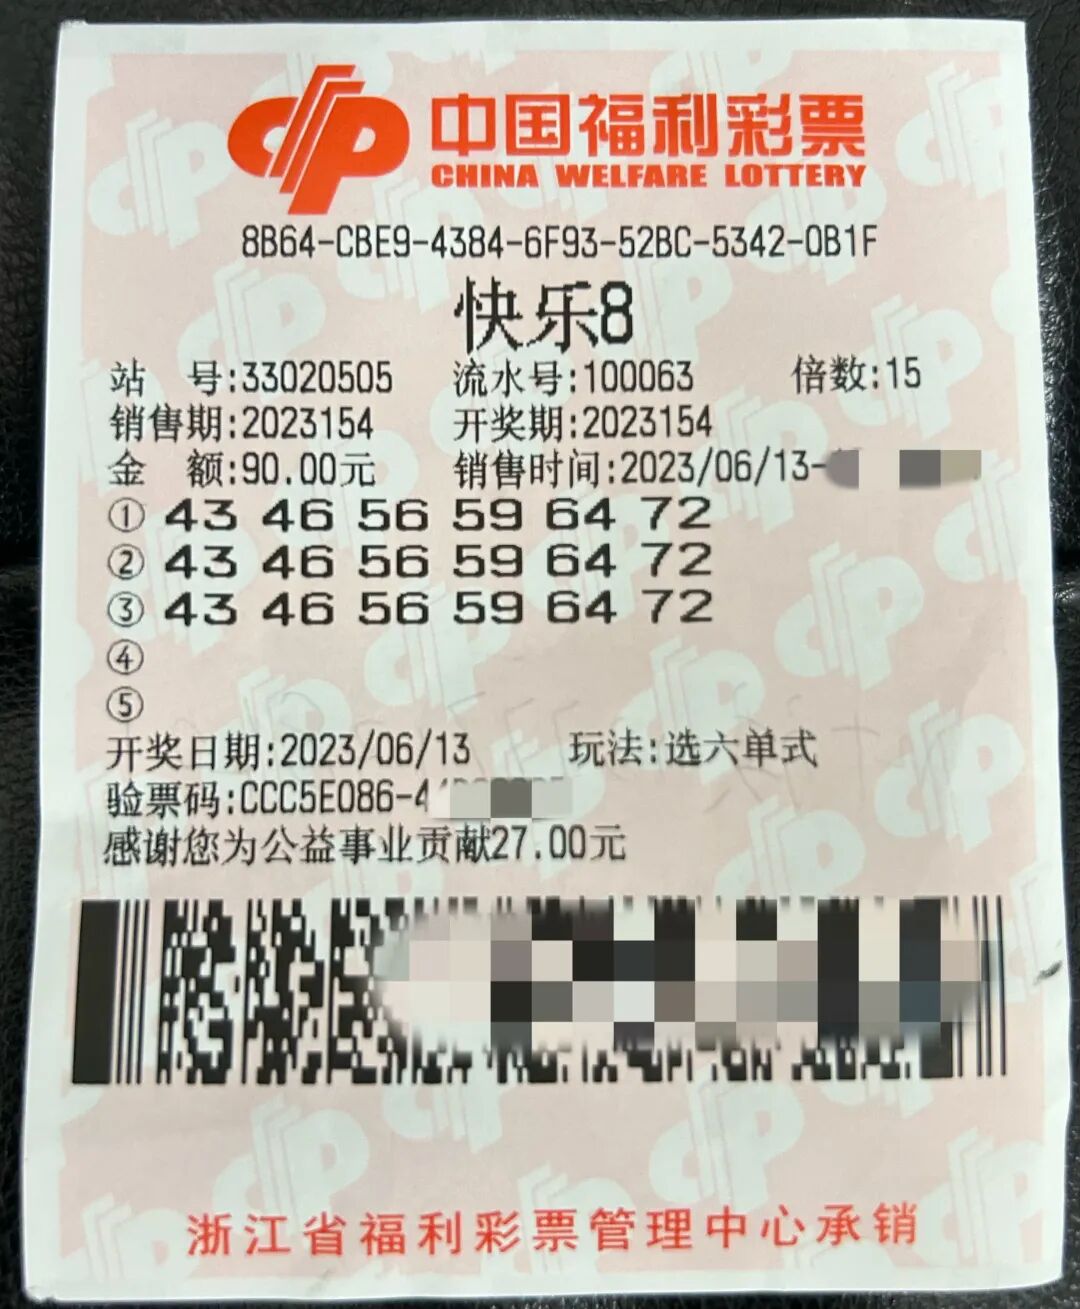 中国福利彩票
CHINA WELFARE LOTTERY
8B64-CBE9-4384-6F93-52BC-5342-0B1F
快乐8
站 号:33020505 流水号:100063 倍数:15
销售期:2023154 开奖期:2023154
金 额:90.00元 销售时间:2023/06/13-
① 43 46 56 59 64 72
② 43 46 56 59 64 72
③ 43 46 56 59 64 72
④
⑤
开奖日期:2023/06/13 玩法:选六单式
验票码:CCC5E086-4
感谢您为公益事业贡献27.00元
浙江省福利彩票管理中心承销